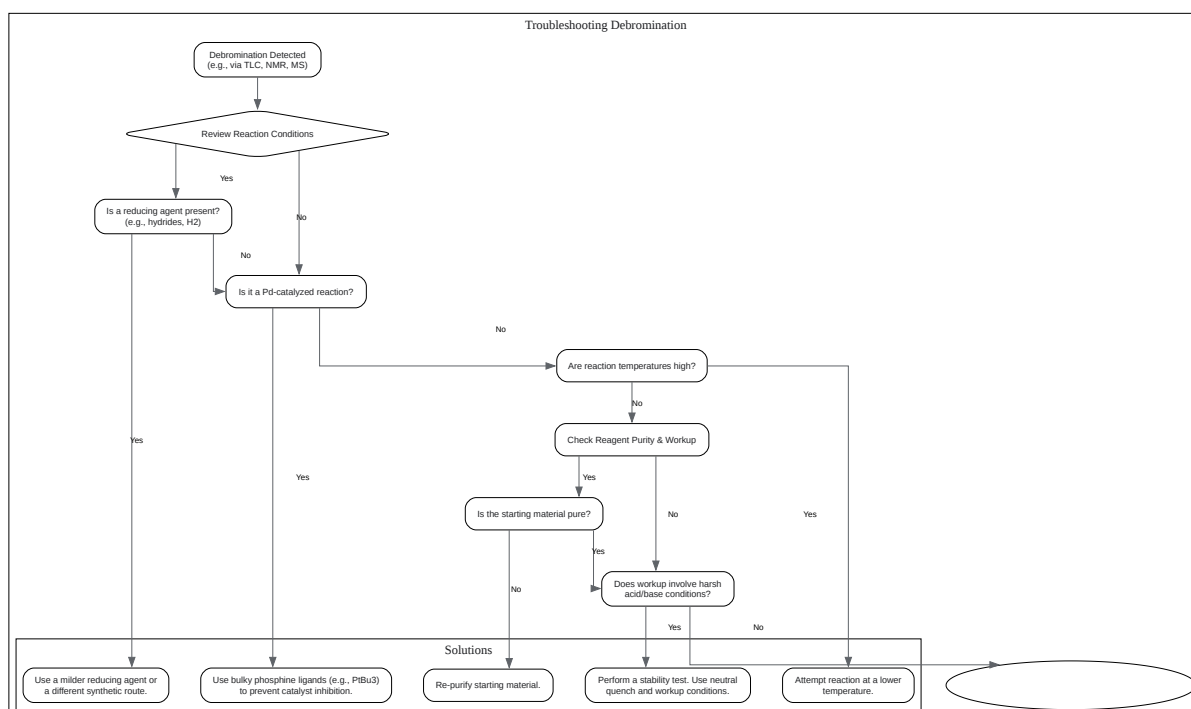 Troubleshooting Debromination
Debromination Detected
(e.g., via TLC, NMR, MS)
Review Reaction Conditions
Yes
Is a reducing agent present?
(e.g., hydrides, H2)
No
No
Is it a Pd-catalyzed reaction?
No
Are reaction temperatures high?
No
Yes
Check Reagent Purity & Workup
Yes
Yes
Is the starting material pure?
No
Yes
Yes
Does workup involve harsh
acid/base conditions?
No
Yes
No
Solutions
Use a milder reducing agent or
a different synthetic route.
Use bulky phosphine ligands (e.g., PtBu3)
to prevent catalyst inhibition.
Re-purify starting material.
Perform a stability test. Use neutral
quench and workup conditions.
Attempt reaction at a lower
temperature.